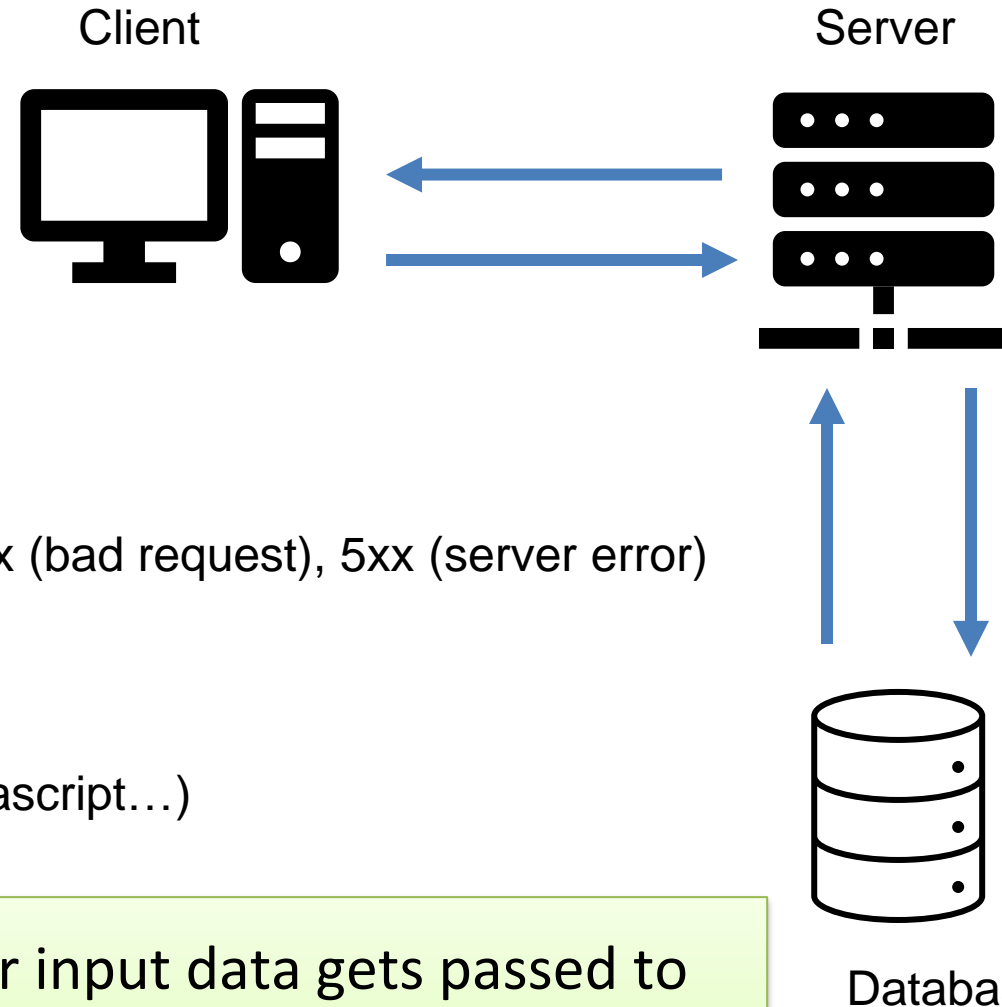 Client
Server
x (bad request), 5xx (server error)
ascript…)
r input data gets passed to
Databa